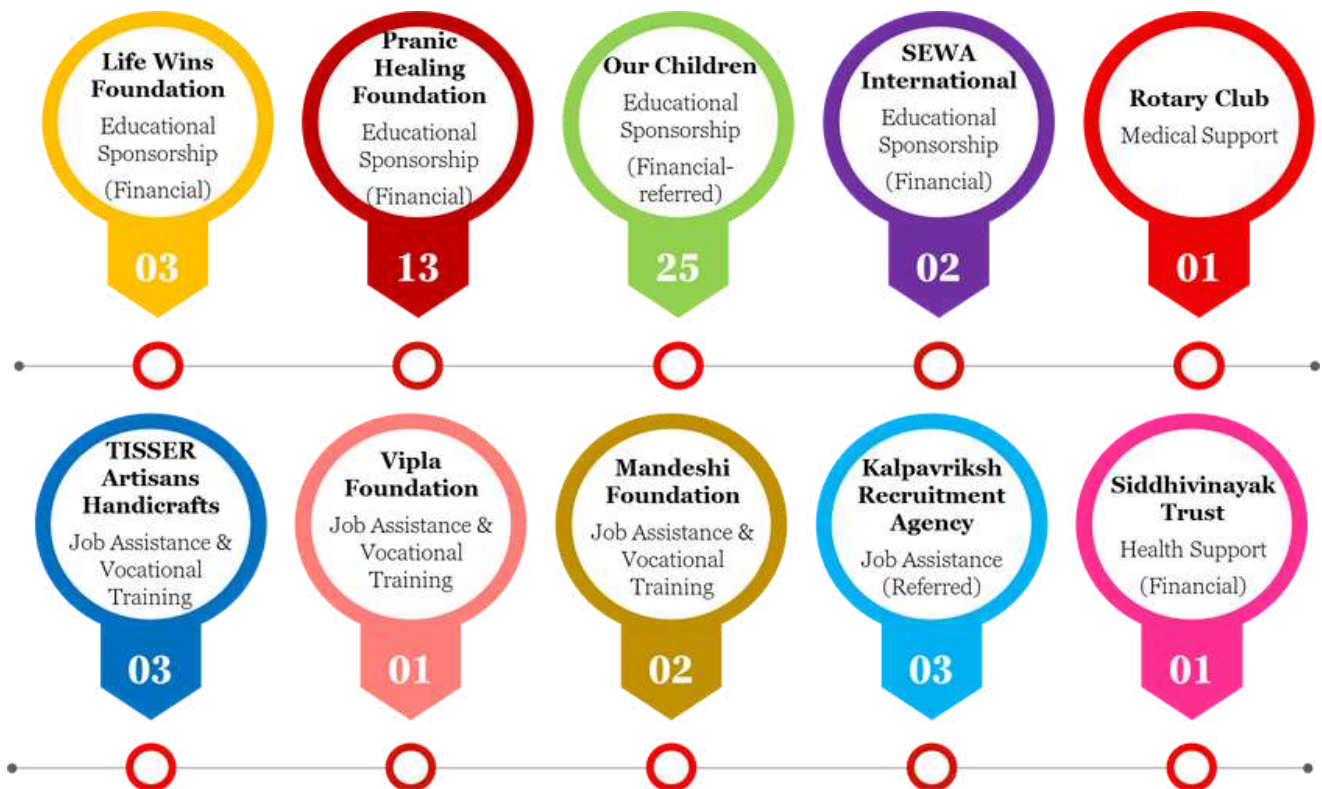 Life Wins
Foundation
Educational
Sponsorship
(Financial)
03
Pranic
Healing
Foundation
Educational
Sponsorship
(Financial)
13
Our Children
Educational
Sponsorship
(Financial-
referred)
25
SEWA
International
Educational
Sponsorship
(Financial)
02
Rotary Club
Medical Support
01
TISSER
Artisans
Handicrafts
Job Assistance &
Vocational
Training
03
Vipla
Foundation
Job Assistance &
Vocational
Training
01
Mandeshi
Foundation
Job Assistance &
Vocational
Training
02
Kalpavriksh
Recruitment
Agency
Job Assistance
(Referred)
03
Siddhivinayak
Trust
Health Support
(Financial)
01